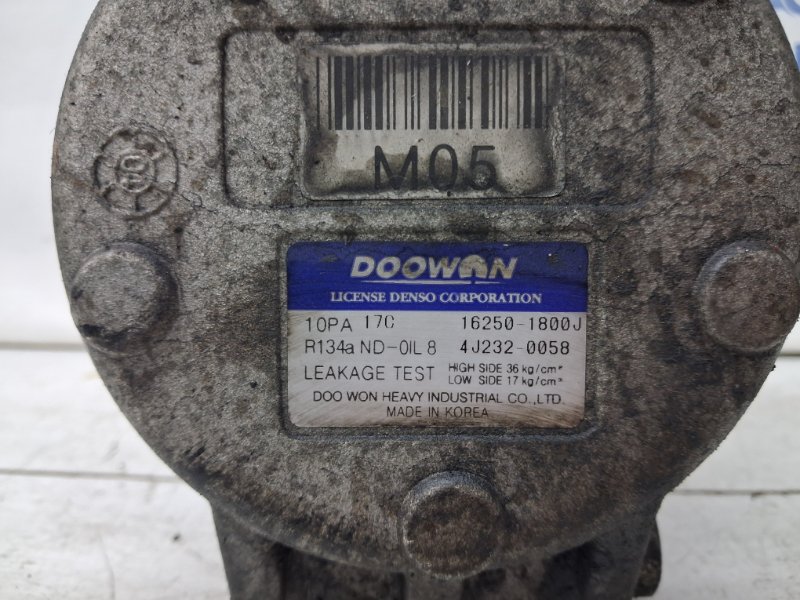 M05
DOOWON
LICENSE DENSO CORPORATION
10PA 17C 16250-1800J
R134a ND-OIL 8 4J232-0058
LEAKAGE TEST HIGH SIDE 36 kg/cm²
LOW SIDE 17 kg/cm²
DOO WON HEAVY INDUSTRIAL CO.,LTD.
MADE IN KOREA